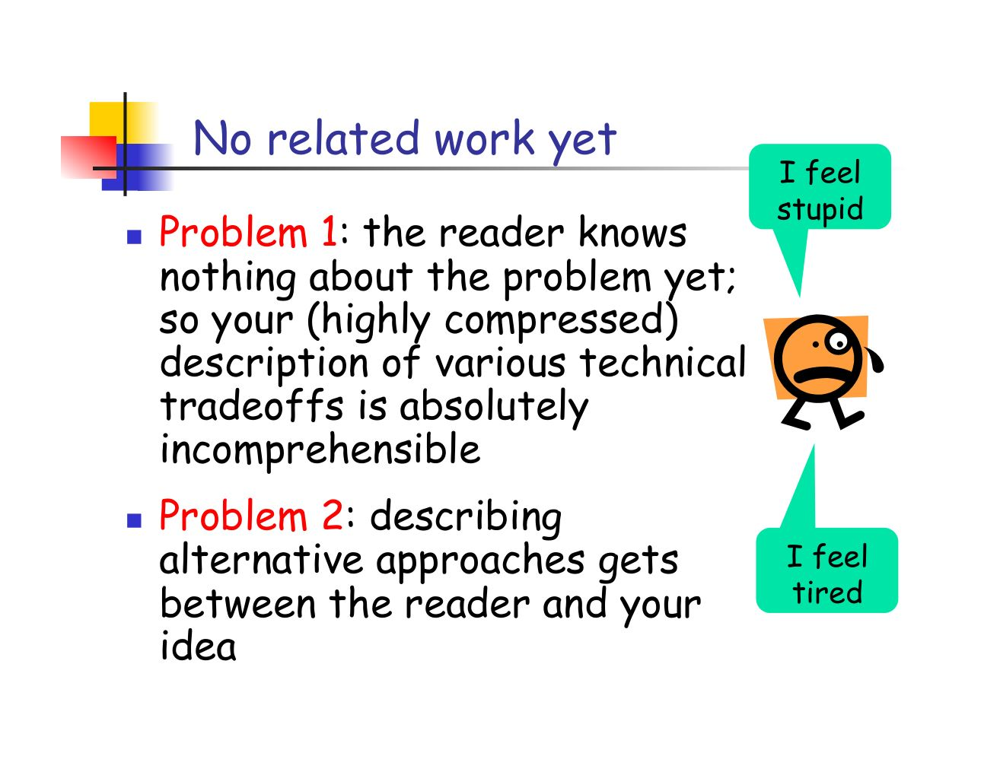 No related work yet
I feel
stupid
Problem 1: the reader knows
nothing about the problem yet;
so your (highly compressed)
description of various technical
tradeoffs is absolutely
incomprehensible
Problem 2: describing
alternative approaches gets
between the reader and your
idea
I feel
tired